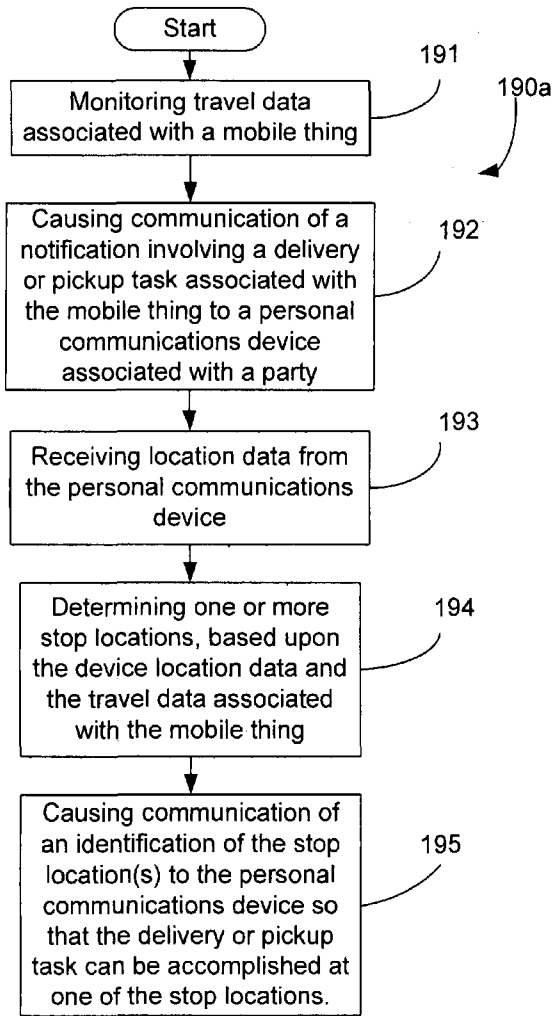 Start
191
190a
Monitoring travel data
associated with a mobile thing
192
Causing communication of a
notification involving a delivery
or pickup task associated with
the mobile thing to a personal
communications device
associated with a party
193
Receiving location data from
the personal communications
device
194
Determining one or more
stop locations, based upon
the device location data and
the travel data associated
with the mobile thing
195
Causing communication of
an identification of the stop
location(s) to the personal
communications device so
that the delivery or pickup
task can be accomplished at
one of the stop locations.